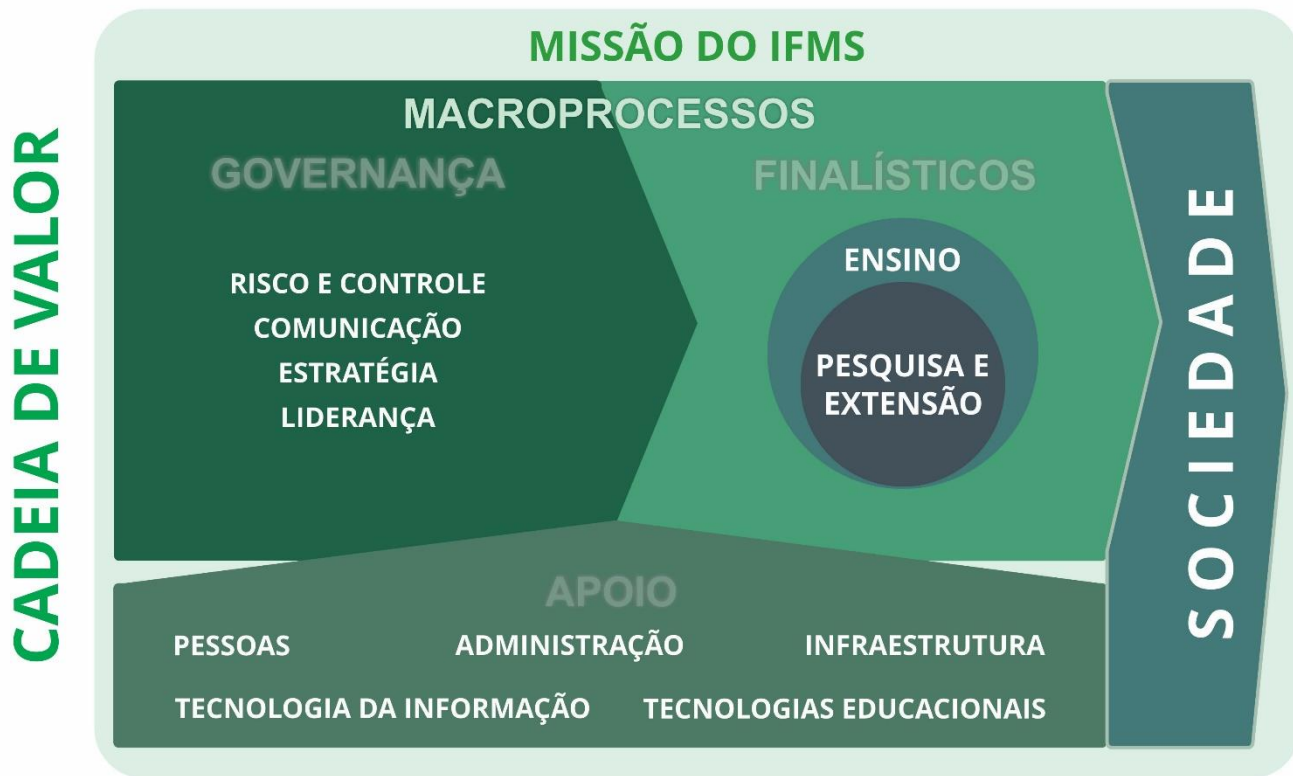 CADEIA DE VALOR
MISSÃO DO IFMS
MACROPROCESSOS
GOVERNANÇA
RISCO E CONTROLE
COMUNICAÇÃO
ESTRATÉGIA
LIDERANÇA
FINALÍSTICOS
ENSINO
PESQUISA E
EXTENSÃO
APOIO
PESSOAS
ADMINISTRAÇÃO
INFRAESTRUTURA
TECNOLOGIA DA INFORMAÇÃO
TECNOLOGIAS EDUCACIONAIS
SOCIEDADE